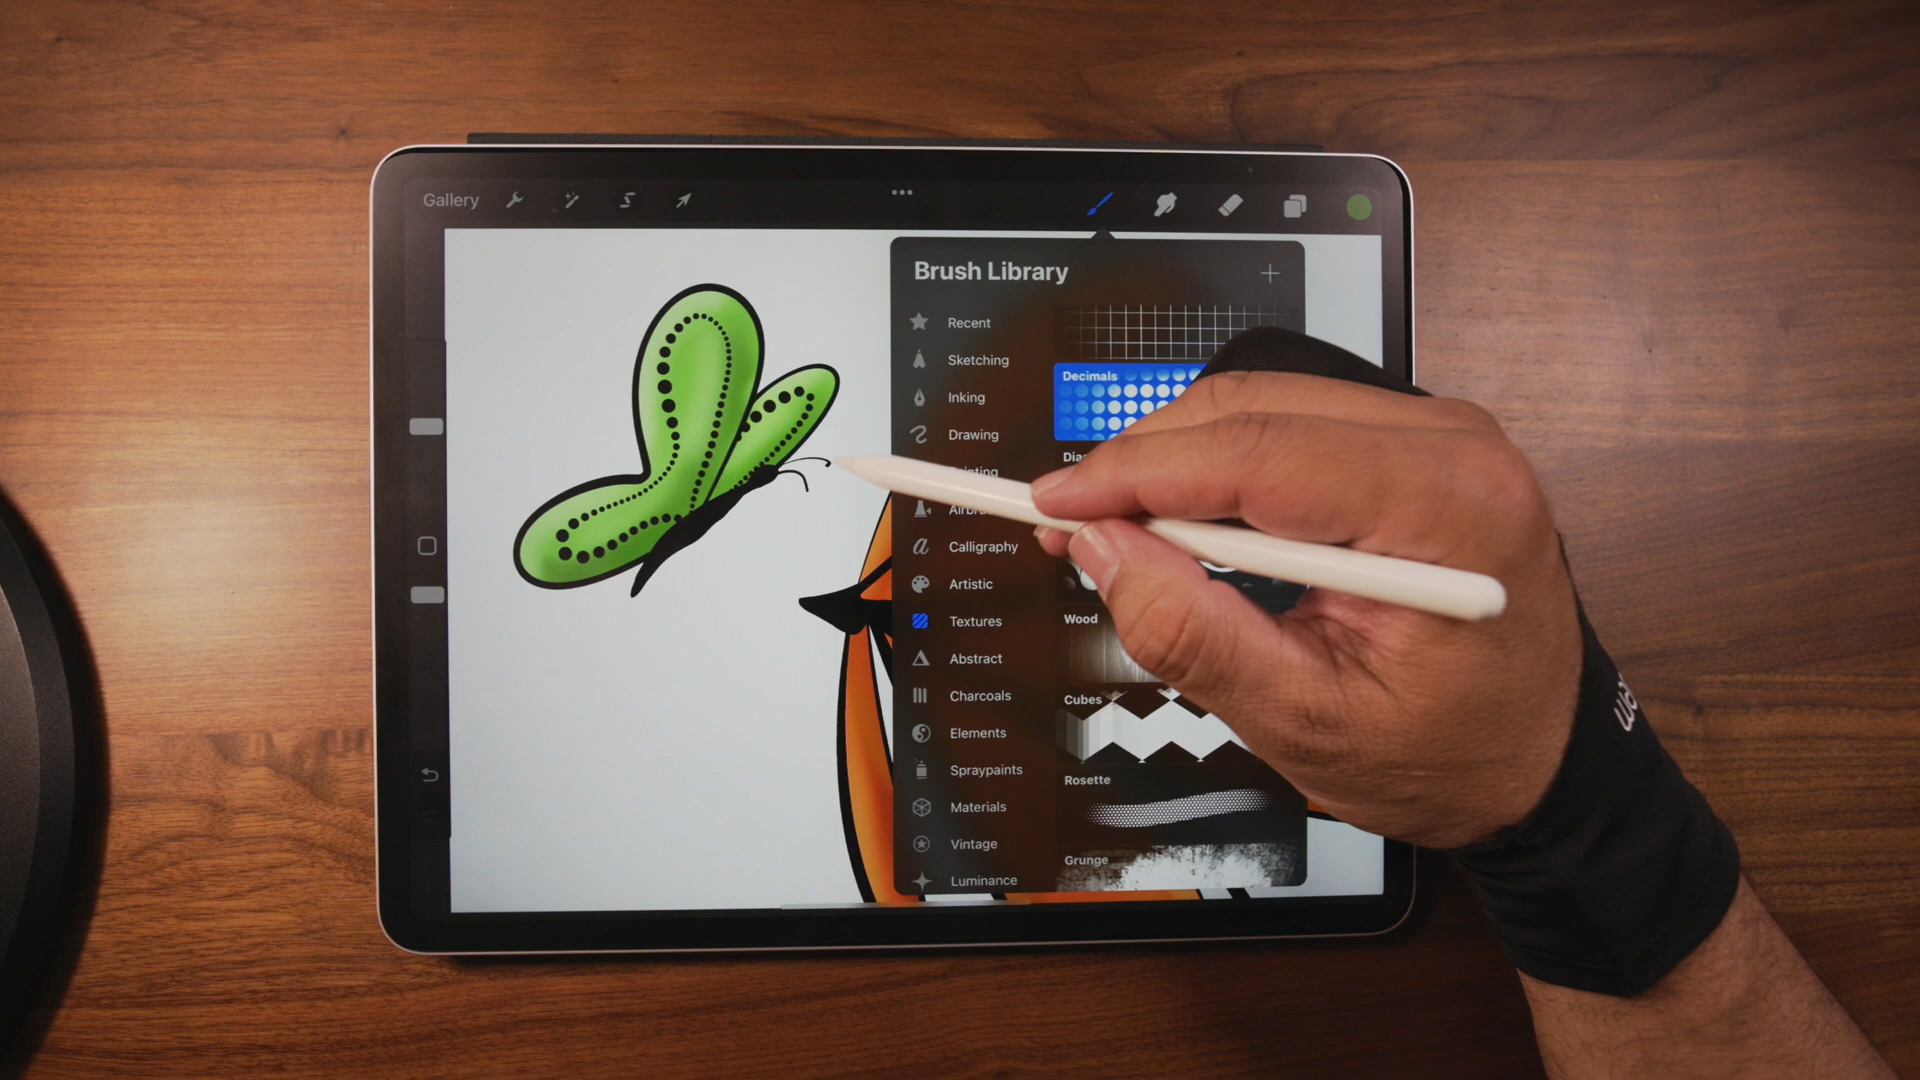 Gallery
Brush Library
Recent
Sketching
Inking
Drawing
Calligraphy
Artistic
Textures
Abstract
Charcoals
Elements
Spraypaints
Materials
Vintage
Luminance
Decimals
Wood
Cubes
Rosette
Grunge